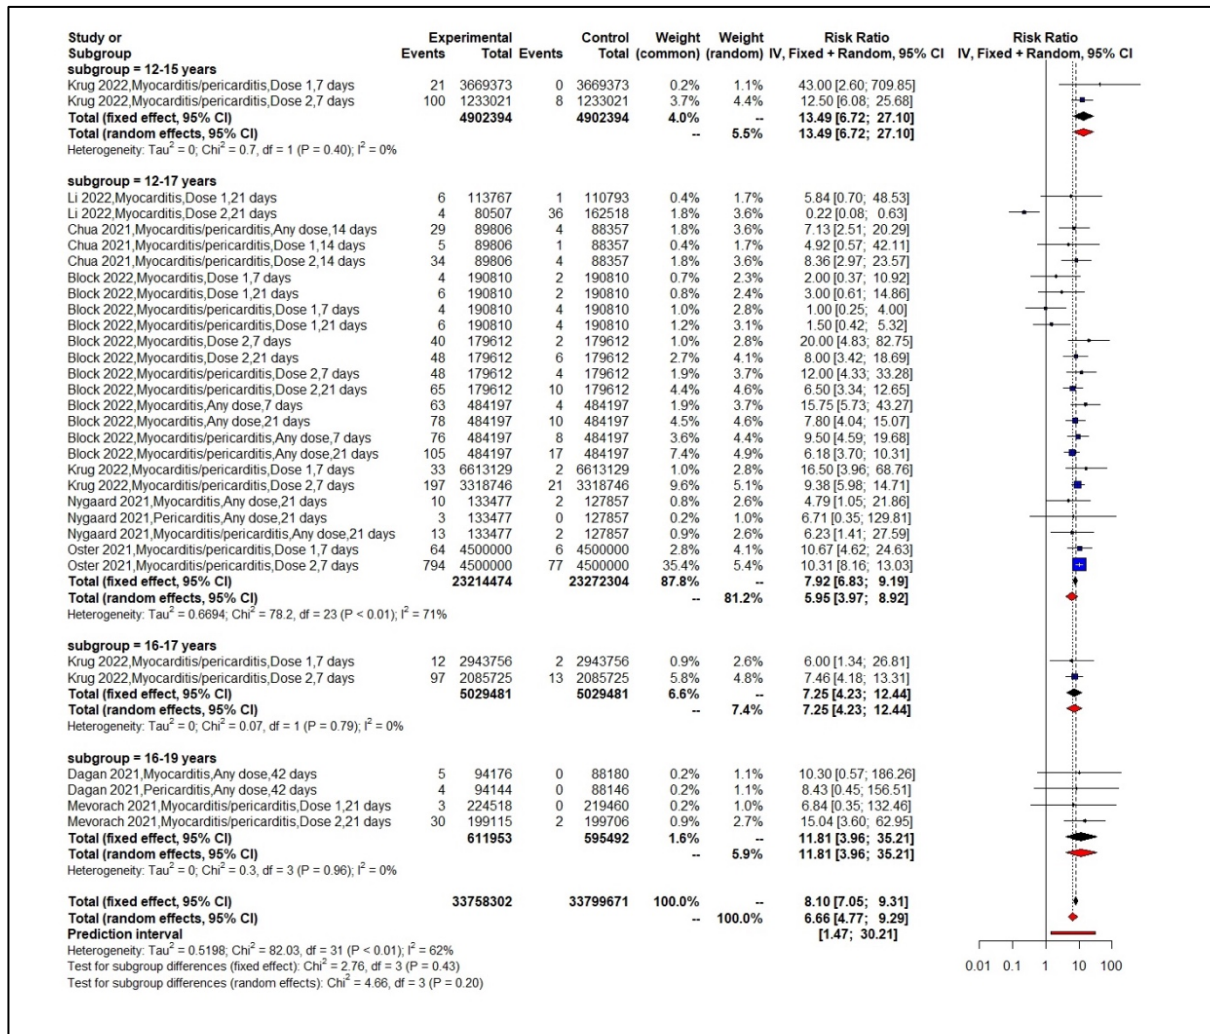 Study or Experimental Control Weight Weight Risk Ratio Risk Ratio
Subgroup Events Total Events Total (common) (random) IV, Fixed + Random, 95% CI IV, Fixed + Random, 95% CI
subgroup = 12-15 years
Krug 2022,Myocarditis/pericarditis,Dose 1,7 days 21 3669373 0 3669373 0.2% 1.1% 43.00 [2.60; 709.85]
Krug 2022,Myocarditis/pericarditis,Dose 2,7 days 100 1233021 8 1233021 3.7% 4.4% 12.50 [6.08; 25.68]
Total (fixed effect, 95% CI) 4902394 4902394 4.0% -- 13.49 [6.72; 27.10]
Total (random effects, 95% CI) -- 5.5% 13.49 [6.72; 27.10]
Heterogeneity: Tau² = 0; Chi² = 0.7, df = 1 (P = 0.40); I² = 0%
subgroup = 12-17 years
Li 2022,Myocarditis,Dose 1,21 days 6 113767 1 110793 0.4% 1.7% 5.84 [0.70; 48.53]
Li 2022,Myocarditis,Dose 2,21 days 4 80507 36 162518 1.8% 3.6% 0.22 [0.08; 0.63]
Chua 2021,Myocarditis/pericarditis,Any dose,14 days 29 89806 4 88357 1.8% 3.6% 7.13 [2.51; 20.29]
Chua 2021,Myocarditis/pericarditis,Dose 1,14 days 5 89806 1 88357 0.4% 1.7% 4.92 [0.57; 42.11]
Chua 2021,Myocarditis/pericarditis,Dose 2,14 days 34 89806 4 88357 1.8% 3.6% 8.36 [2.97; 23.57]
Block 2022,Myocarditis,Dose 1,7 days 4 190810 2 190810 0.7% 2.3% 2.00 [0.37; 10.92]
Block 2022,Myocarditis,Dose 1,21 days 6 190810 2 190810 0.8% 2.4% 3.00 [0.61; 14.86]
Block 2022,Myocarditis/pericarditis,Dose 1,7 days 4 190810 4 190810 1.0% 2.8% 1.00 [0.25; 4.00]
Block 2022,Myocarditis/pericarditis,Dose 1,21 days 6 190810 4 190810 1.2% 3.1% 1.50 [0.42; 5.32]
Block 2022,Myocarditis,Dose 2,7 days 40 179612 2 179612 1.0% 2.8% 20.00 [4.83; 82.75]
Block 2022,Myocarditis,Dose 2,21 days 48 179612 6 179612 2.7% 4.1% 8.00 [3.42; 18.69]
Block 2022,Myocarditis/pericarditis,Dose 2,7 days 48 179612 4 179612 1.9% 3.7% 12.00 [4.33; 33.28]
Block 2022,Myocarditis/pericarditis,Dose 2,21 days 65 179612 10 179612 4.4% 4.6% 6.50 [3.34; 12.65]
Block 2022,Myocarditis,Any dose,7 days 63 484197 4 484197 1.9% 3.7% 15.75 [5.73; 43.27]
Block 2022,Myocarditis,Any dose,21 days 78 484197 10 484197 4.5% 4.6% 7.80 [4.04; 15.07]
Block 2022,Myocarditis/pericarditis,Any dose,7 days 76 484197 8 484197 3.6% 4.4% 9.50 [4.59; 19.68]
Block 2022,Myocarditis/pericarditis,Any dose,21 days 105 484197 17 484197 7.4% 4.9% 6.18 [3.70; 10.31]
Krug 2022,Myocarditis/pericarditis,Dose 1,7 days 33 6613129 2 6613129 1.0% 2.8% 16.50 [3.96; 68.76]
Krug 2022,Myocarditis/pericarditis,Dose 2,7 days 197 3318746 21 3318746 9.6% 5.1% 9.38 [5.98; 14.71]
Nygaard 2021,Myocarditis,Any dose,21 days 10 133477 2 127857 0.8% 2.6% 4.79 [1.05; 21.86]
Nygaard 2021,Pericarditis,Any dose,21 days 3 133477 0 127857 0.2% 1.0% 6.71 [0.35; 129.81]
Nygaard 2021,Myocarditis/pericarditis,Any dose,21 days 13 133477 2 127857 0.9% 2.6% 6.23 [1.41; 27.59]
Oster 2021,Myocarditis/pericarditis,Dose 1,7 days 64 4500000 6 4500000 2.8% 4.1% 10.67 [4.62; 24.63]
Oster 2021,Myocarditis/pericarditis,Dose 2,7 days 794 4500000 77 4500000 35.4% 5.4% 10.31 [8.16; 13.03]
Total (fixed effect, 95% CI) 23214474 23272304 87.8% -- 7.92 [6.83; 9.19]
Total (random effects, 95% CI) -- 81.2% 5.95 [3.97; 8.92]
Heterogeneity: Tau² = 0.6694; Chi² = 78.2, df = 23 (P < 0.01); I² = 71%
subgroup = 16-17 years
Krug 2022,Myocarditis/pericarditis,Dose 1,7 days 12 2943756 2 2943756 0.9% 2.6% 6.00 [1.34; 26.81]
Krug 2022,Myocarditis/pericarditis,Dose 2,7 days 97 2085725 13 2085725 5.8% 4.8% 7.46 [4.18; 13.31]
Total (fixed effect, 95% CI) 5029481 5029481 6.6% -- 7.25 [4.23; 12.44]
Total (random effects, 95% CI) -- 7.4% 7.25 [4.23; 12.44]
Heterogeneity: Tau² = 0; Chi² = 0.07, df = 1 (P = 0.79); I² = 0%
subgroup = 16-19 years
Dagan 2021,Myocarditis,Any dose,42 days 5 94176 0 88180 0.2% 1.1% 10.30 [0.57; 186.26]
Dagan 2021,Pericarditis,Any dose,42 days 4 94144 0 88146 0.2% 1.1% 8.43 [0.45; 156.51]
Mevorach 2021,Myocarditis/pericarditis,Dose 1,21 days 3 224518 0 219460 0.2% 1.0% 6.84 [0.35; 132.46]
Mevorach 2021,Myocarditis/pericarditis,Dose 2,21 days 30 199115 2 199706 0.9% 2.7% 15.04 [3.60; 62.95]
Total (fixed effect, 95% CI) 611953 595492 1.6% -- 11.81 [3.96; 35.21]
Total (random effects, 95% CI) -- 5.9% 11.81 [3.96; 35.21]
Heterogeneity: Tau² = 0; Chi² = 0.3, df = 3 (P = 0.96); I² = 0%
Total (fixed effect, 95% CI) 33758302 33799671 100.0% -- 8.10 [7.05; 9.31]
Total (random effects, 95% CI) -- 100.0% 6.66 [4.77; 9.29]
Prediction interval [1.47; 30.21]
Heterogeneity: Tau² = 0.5198; Chi² = 82.03, df = 31 (P < 0.01); I² = 62%
Test for subgroup differences (fixed effect): Chi² = 2.76, df = 3 (P = 0.43)
Test for subgroup differences (random effects): Chi² = 4.66, df = 3 (P = 0.20)
0.01 0.1 1 10 100